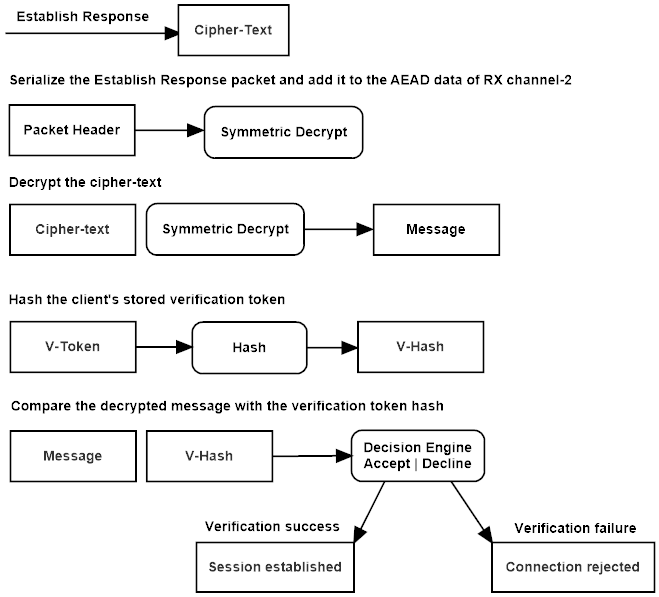 Establish Response
Cipher-Text
Serialize the Establish Response packet and add it to the AEAD data of RX channel-2
Packet Header
Symmetric Decrypt
Decrypt the cipher-text
Cipher-text
Symmetric Decrypt
Message
Hash the client's stored verification token
V-Token
Hash
V-Hash
Compare the decrypted message with the verification token hash
Message
V-Hash
Decision Engine
Accept | Decline
Verification success
Verification failure
Session established
Connection rejected